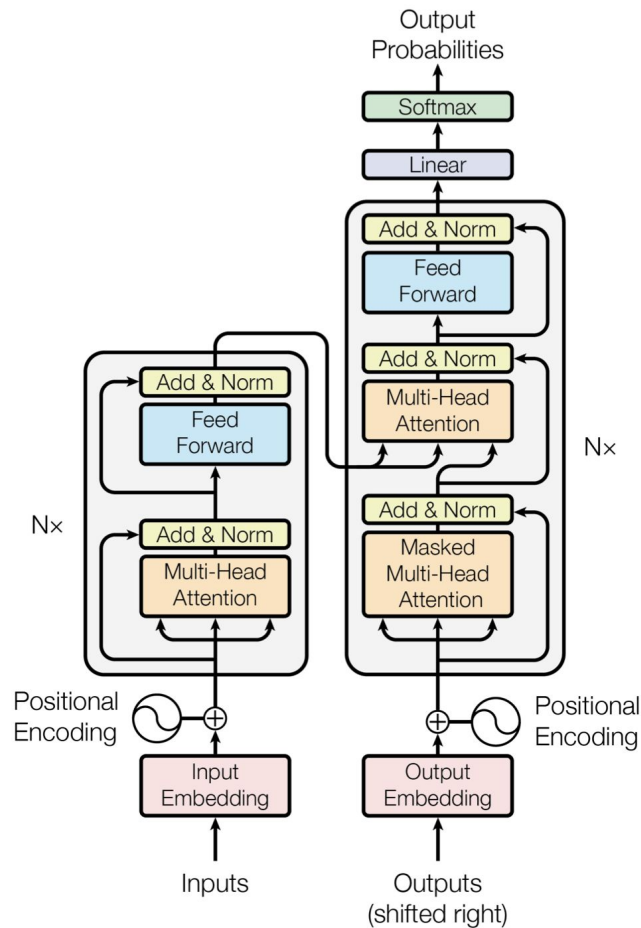 Output
Probabilities
Softmax
Linear
Add & Norm
Feed
Forward
Add & Norm
Multi-Head
Attention
Add & Norm
Masked
Multi-Head
Attention
Nx
Add & Norm
Feed
Forward
Add & Norm
Multi-Head
Attention
Nx
Positional
Encoding
Positional
Encoding
Input
Embedding
Output
Embedding
Inputs
Outputs
(shifted right)